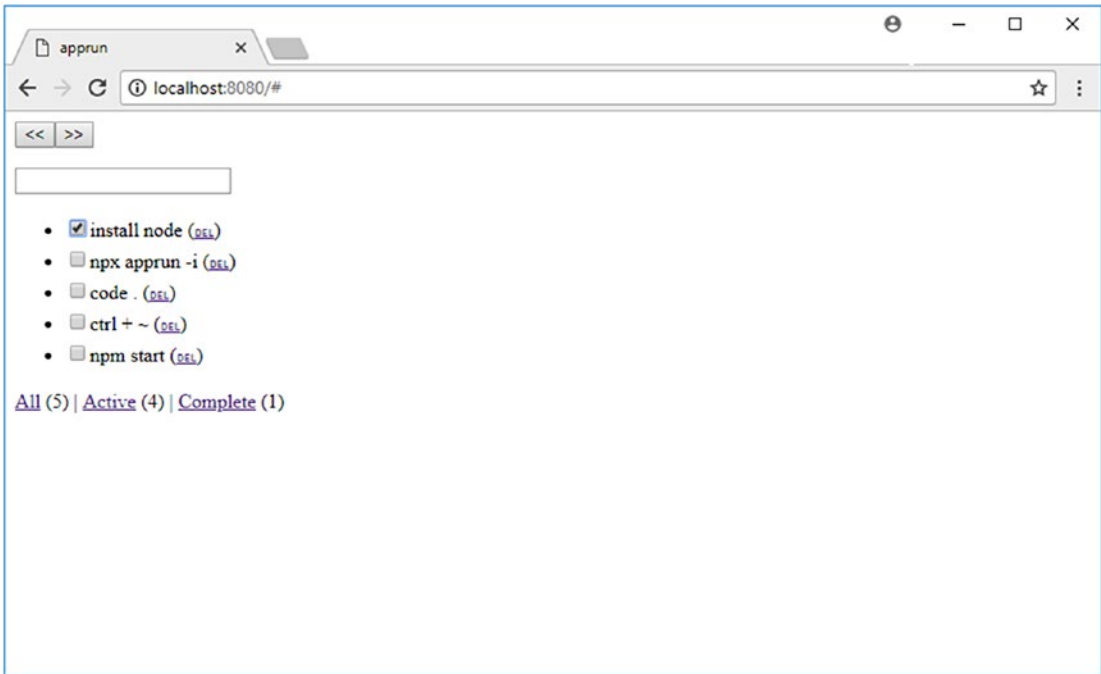 apprun
localhost:8080/#
<< >>
install node (DEL)
npx apprun -i (DEL)
code . (DEL)
ctrl + ~ (DEL)
npm start (DEL)
All (5) | Active (4) | Complete (1)